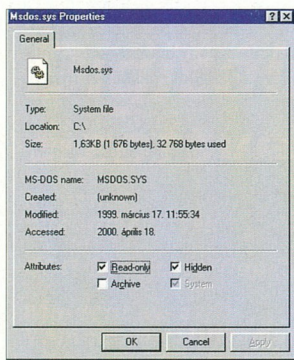 Msdos.sys Properties
General
Msdos.sys
Type: System file
Location: C:\
Size: 1,63KB (1 676 bytes), 32 768 bytes used
MS-DOS name: MSDOS.SYS
Created: (unknown)
Modified: 1999. március 17. 11:55:34
Accessed: 2000. április 18.
Attributes: Read-only Hidden
Archive System
OK Cancel Apply